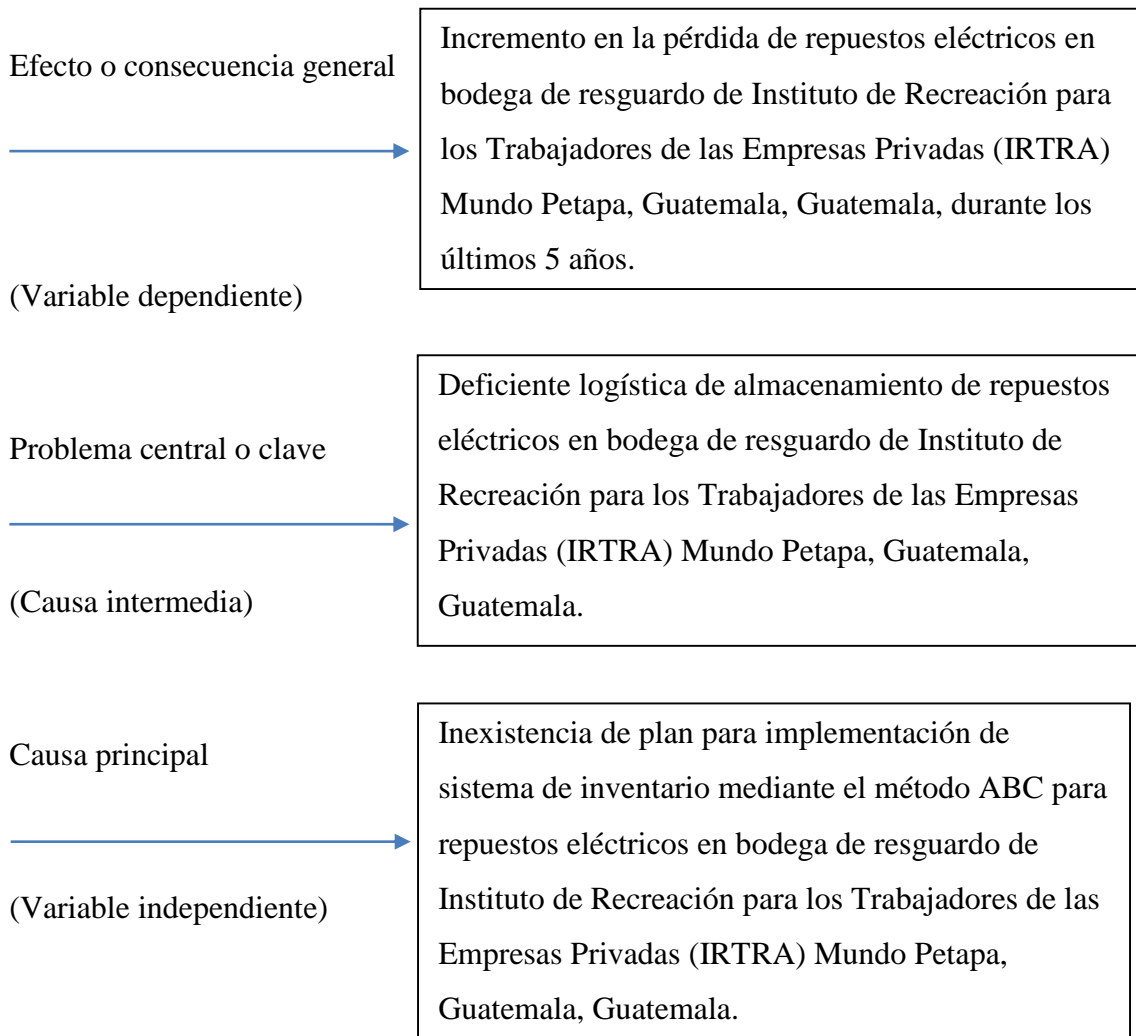 Efecto o consecuencia general
(Variable dependiente)
Incremento en la pérdida de repuestos eléctricos en
bodega de resguardo de Instituto de Recreación para
los Trabajadores de las Empresas Privadas (IRTRA)
Mundo Petapa, Guatemala, Guatemala, durante los
últimos 5 años.
Problema central o clave
(Causa intermedia)
Deficiente logística de almacenamiento de repuestos
eléctricos en bodega de resguardo de Instituto de
Recreación para los Trabajadores de las Empresas
Privadas (IRTRA) Mundo Petapa, Guatemala,
Guatemala.
Causa principal
(Variable independiente)
Inexistencia de plan para implementación de
sistema de inventario mediante el método ABC para
repuestos eléctricos en bodega de resguardo de
Instituto de Recreación para los Trabajadores de las
Empresas Privadas (IRTRA) Mundo Petapa,
Guatemala, Guatemala.